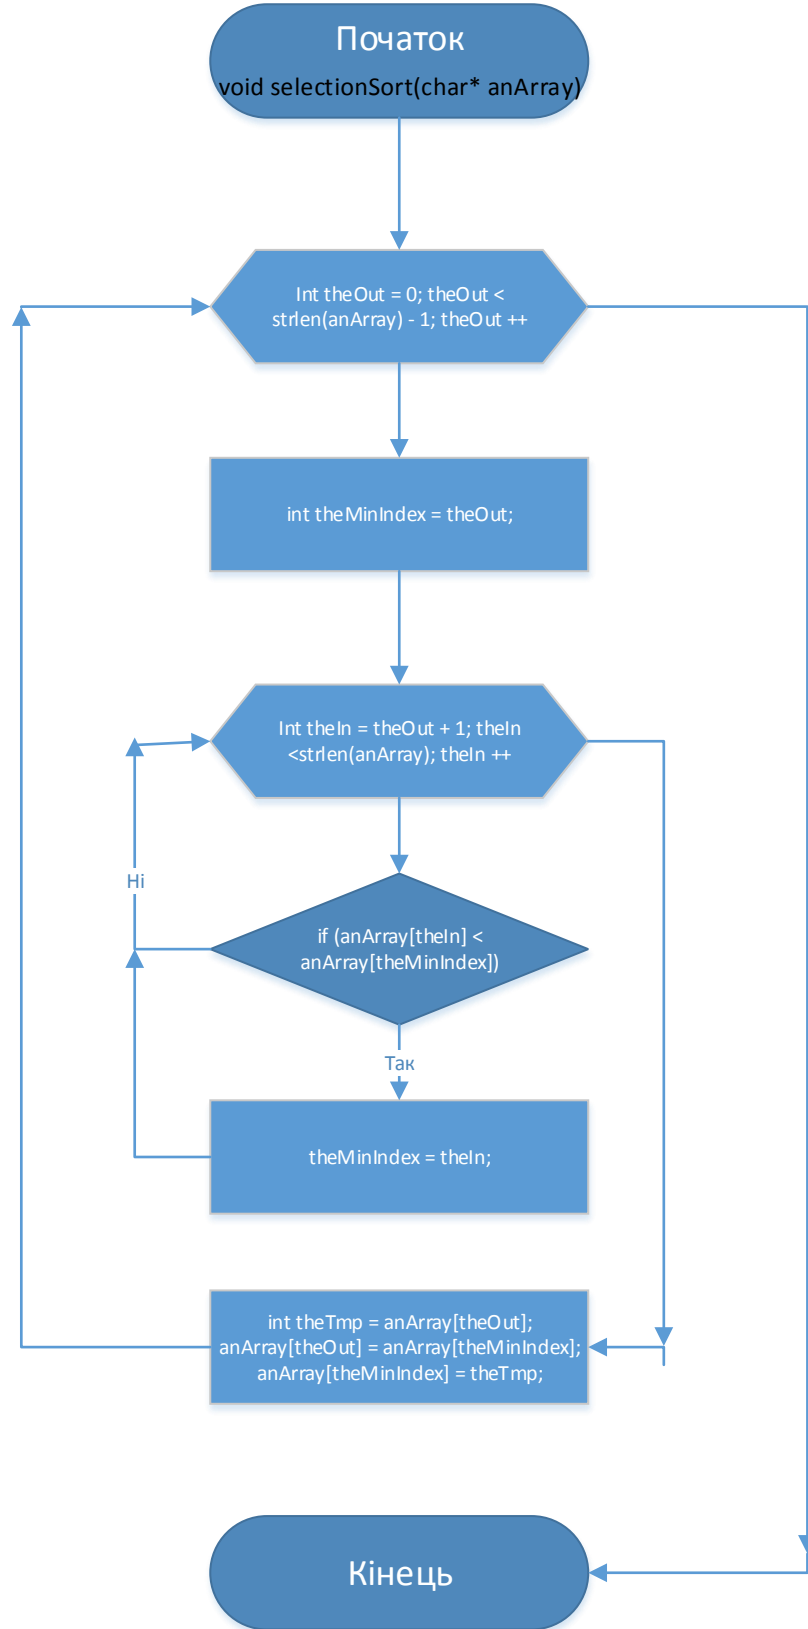 Початок
void selectionSort(char* anArray)
Int theOut = 0; theOut <
strlen(anArray) - 1; theOut ++
int theMinIndex = theOut;
Int theIn = theOut + 1; theIn
<strlen(anArray); theIn ++
Ні
if (anArray[theIn] <
anArray[theMinIndex])
Так
theMinIndex = theIn;
int theTmp = anArray[theOut];
anArray[theOut] = anArray[theMinIndex];
anArray[theMinIndex] = theTmp;
Кінець